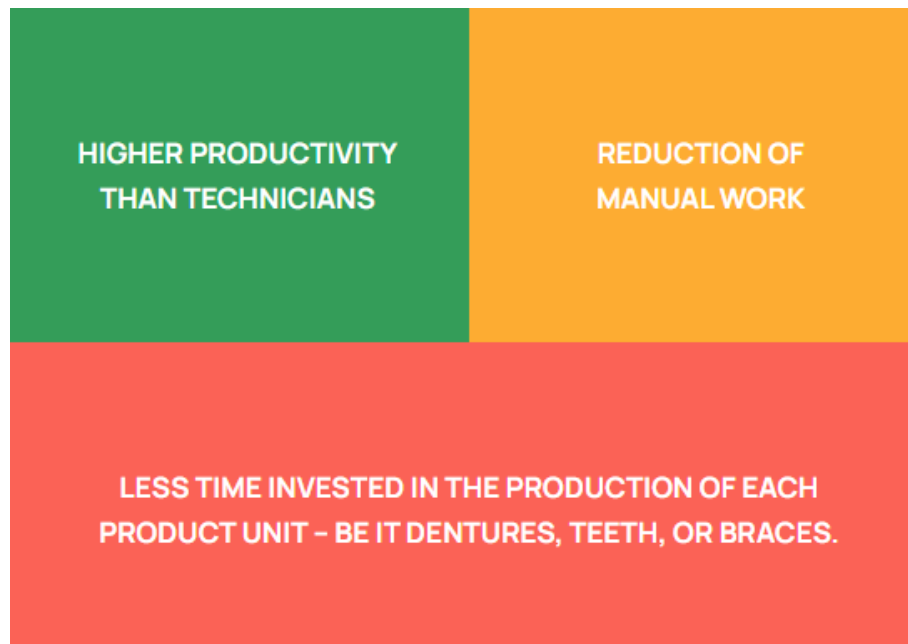 HIGHER PRODUCTIVITY
THAN TECHNICIANS
REDUCTION OF
MANUAL WORK
LESS TIME INVESTED IN THE PRODUCTION OF EACH
PRODUCT UNIT – BE IT DENTURES, TEETH, OR BRACES.